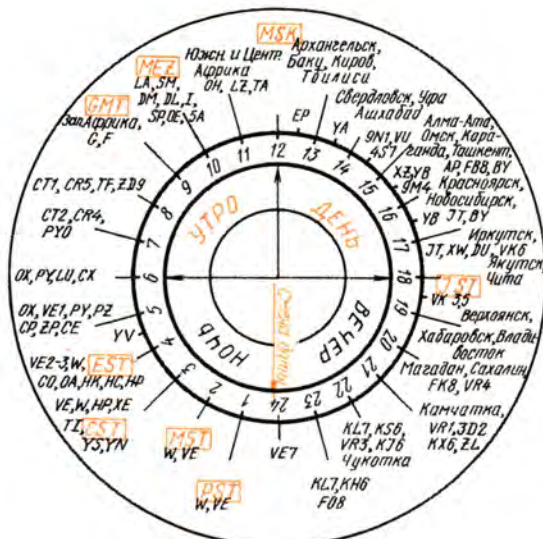 MSK
Архангельск,
Баку, Киров,
Тбилиси
Свердловск, Уфа
Ашхабад
EP
YA
9N1, VU
4S7
Алма-Ата,
Омск, Кара-
ганда, Ташкент.
XZ, YB
9M4
AP, FB8, BY
Красноярск,
Новосибирск,
JT, BY
YB
Иркутск,
JT, XW, DU, VK6
Якутск,
Чита
JST
VK 3,5
Верхоянск,
Хабаровск, Влади-
восток
Магадан, Сахалин,
FK8, VR4
Камчатка,
VR1, 3D2
KX6, ZL
KL7, KS6,
VR3, KJ6
Чукотка
KL7, KH6
FO8
VE7
PST
W, VE
MST
W, VE
VE, W, HP, XE
TI, CST
YS, YN
VE2-3, W, EST
CO, OA, HK, HC, HP
YV
OX, VE1, PY, PZ
CP, ZP, CE
OX, PY, LU, CX
CT2, CR4,
PY0
CT1, CR5, TF, ZD9
GMT
Зап. Африка,
G, F
MEZ
LA, SM,
DM, DL, I,
SP, OE, 5A
Южн. и Центр.
Африка
OH, LZ, TA
12
13
14
15
16
17
18
19
20
21
22
23
24
1
2
3
4
5
6
7
8
9
10
11
УТРО
ДЕНЬ
ВЕЧЕР
НОЧЬ